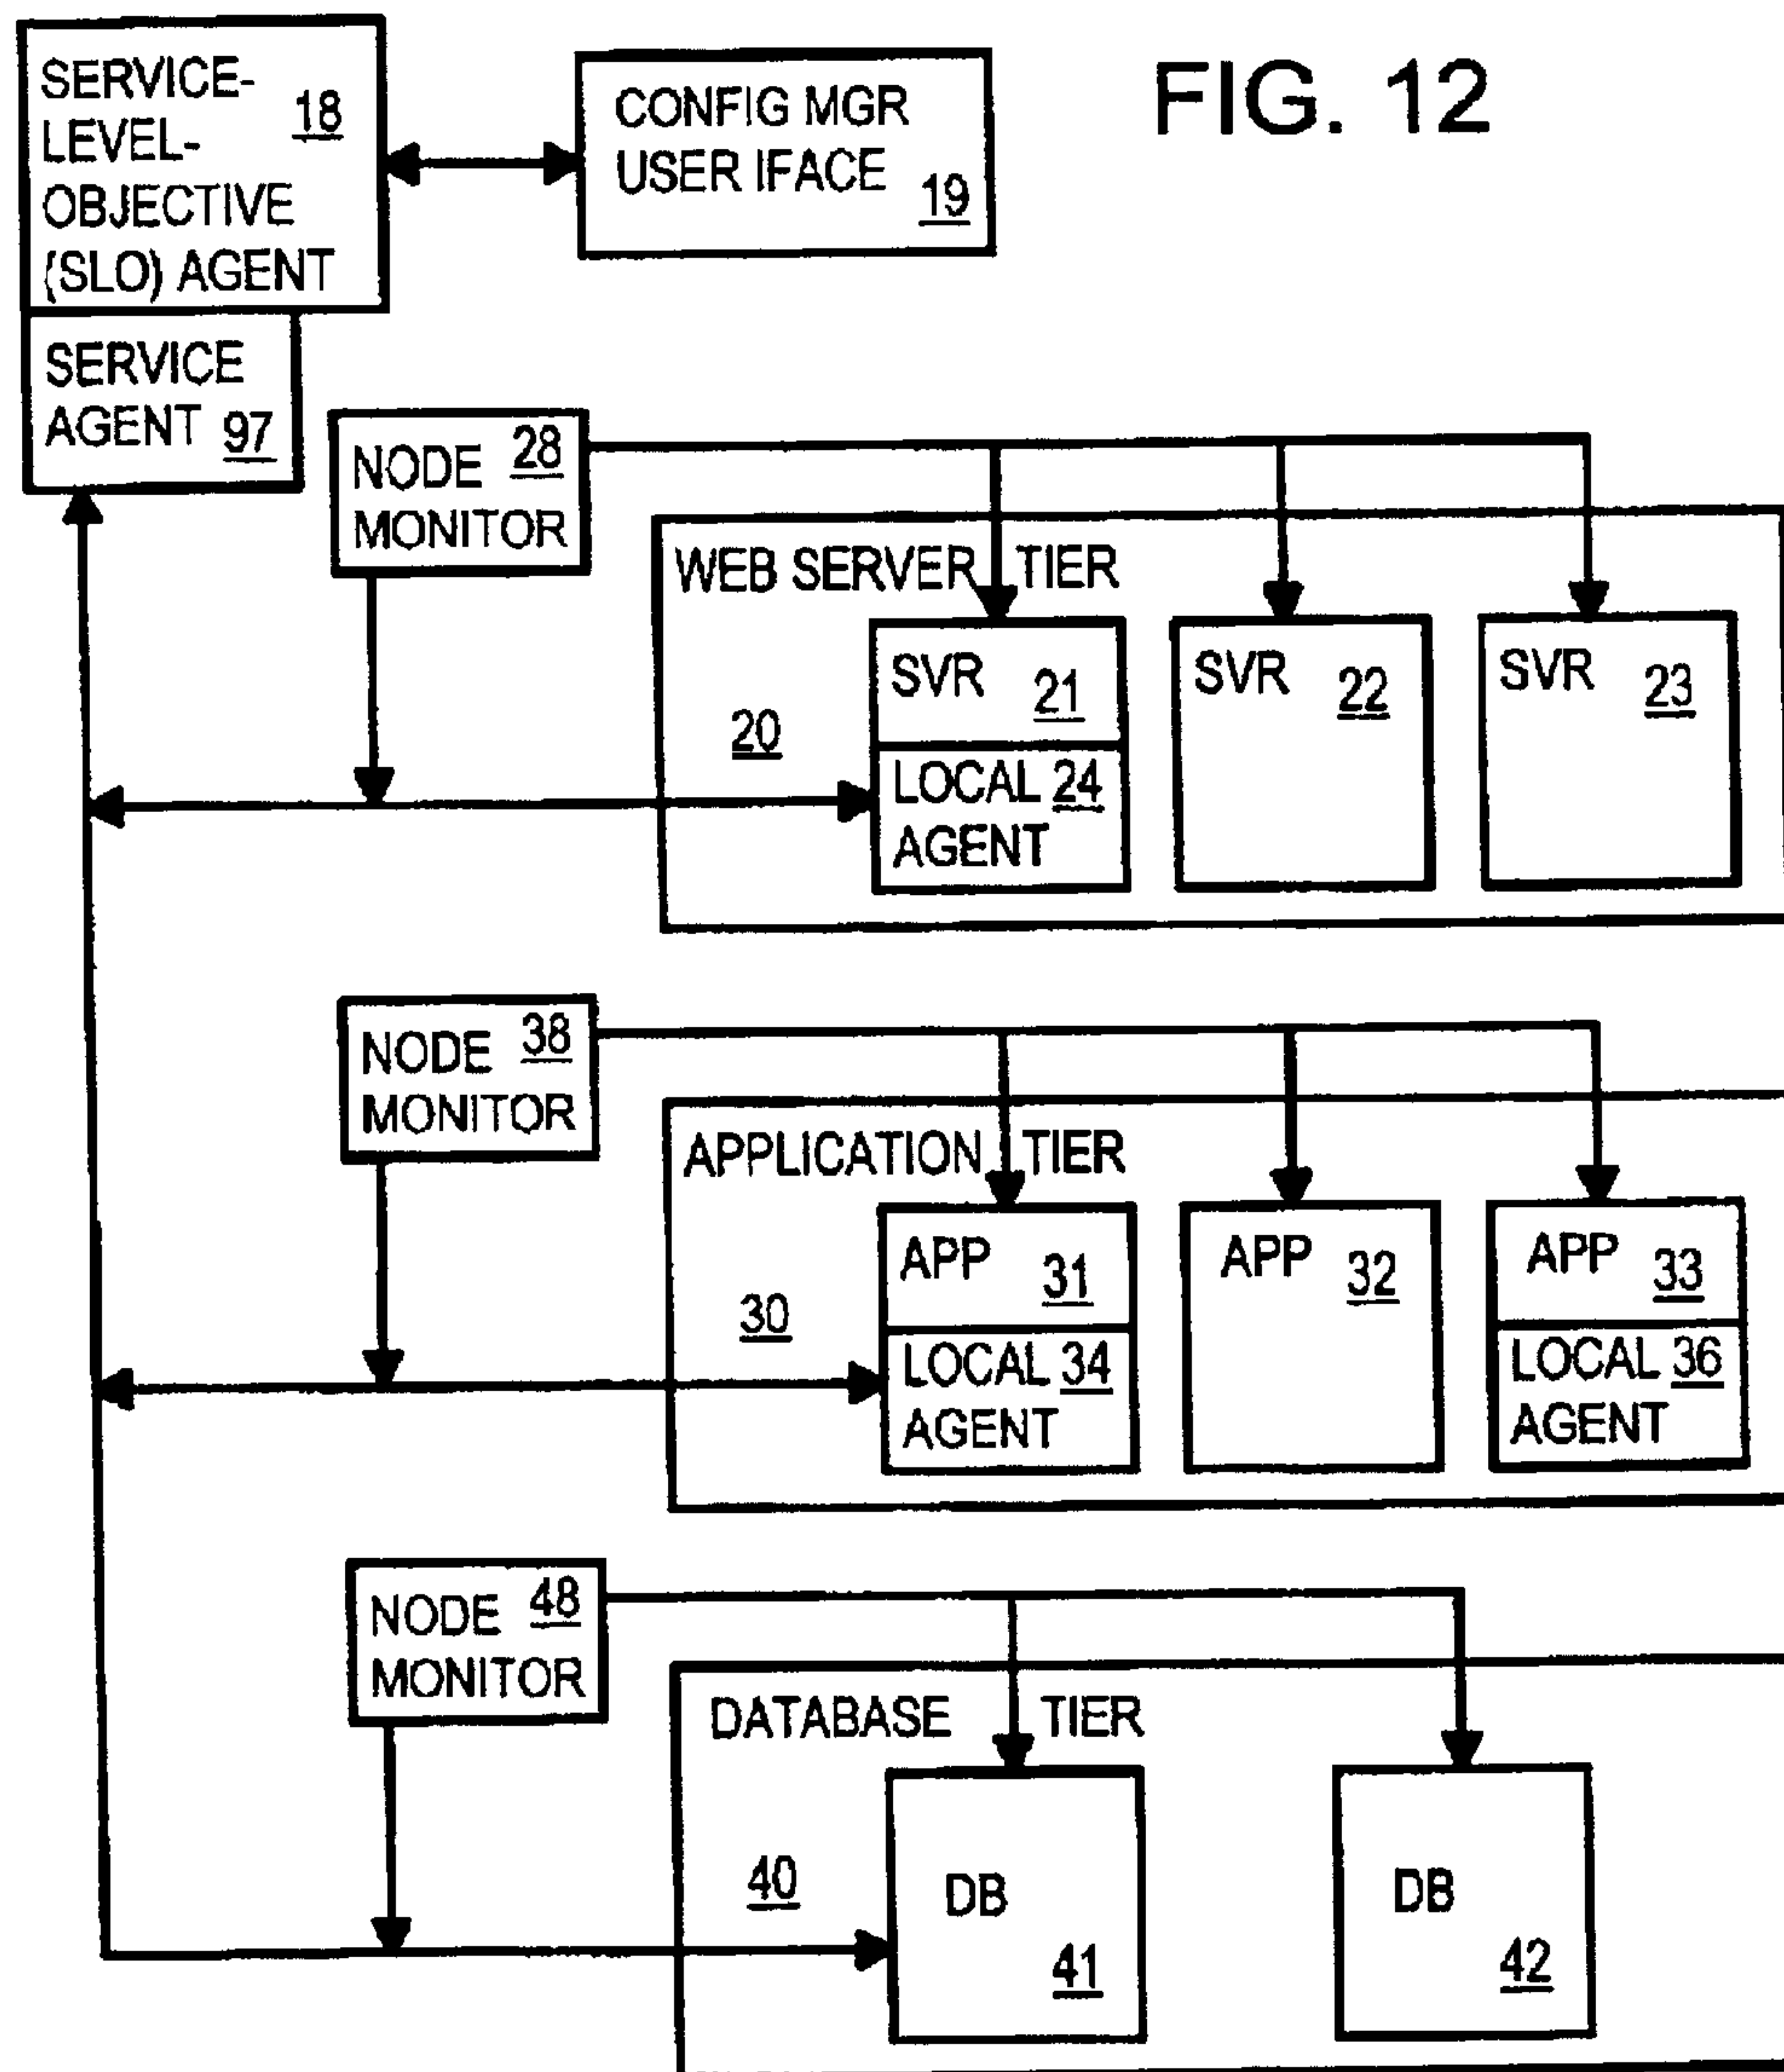 FIG. 12
SERVICE-
LEVEL-
OBJECTIVE
(SLO) AGENT
18
CONFIG MGR
USER IFACE
19
SERVICE
AGENT 97
NODE 28
MONITOR
WEB SERVER TIER
20
SVR 21
LOCAL 24
AGENT
SVR 22
SVR 23
NODE 38
MONITOR
APPLICATION TIER
30
APP 31
LOCAL 34
AGENT
APP 32
APP 33
LOCAL 36
AGENT
NODE 48
MONITOR
DATABASE TIER
40
DB
41
DB
42